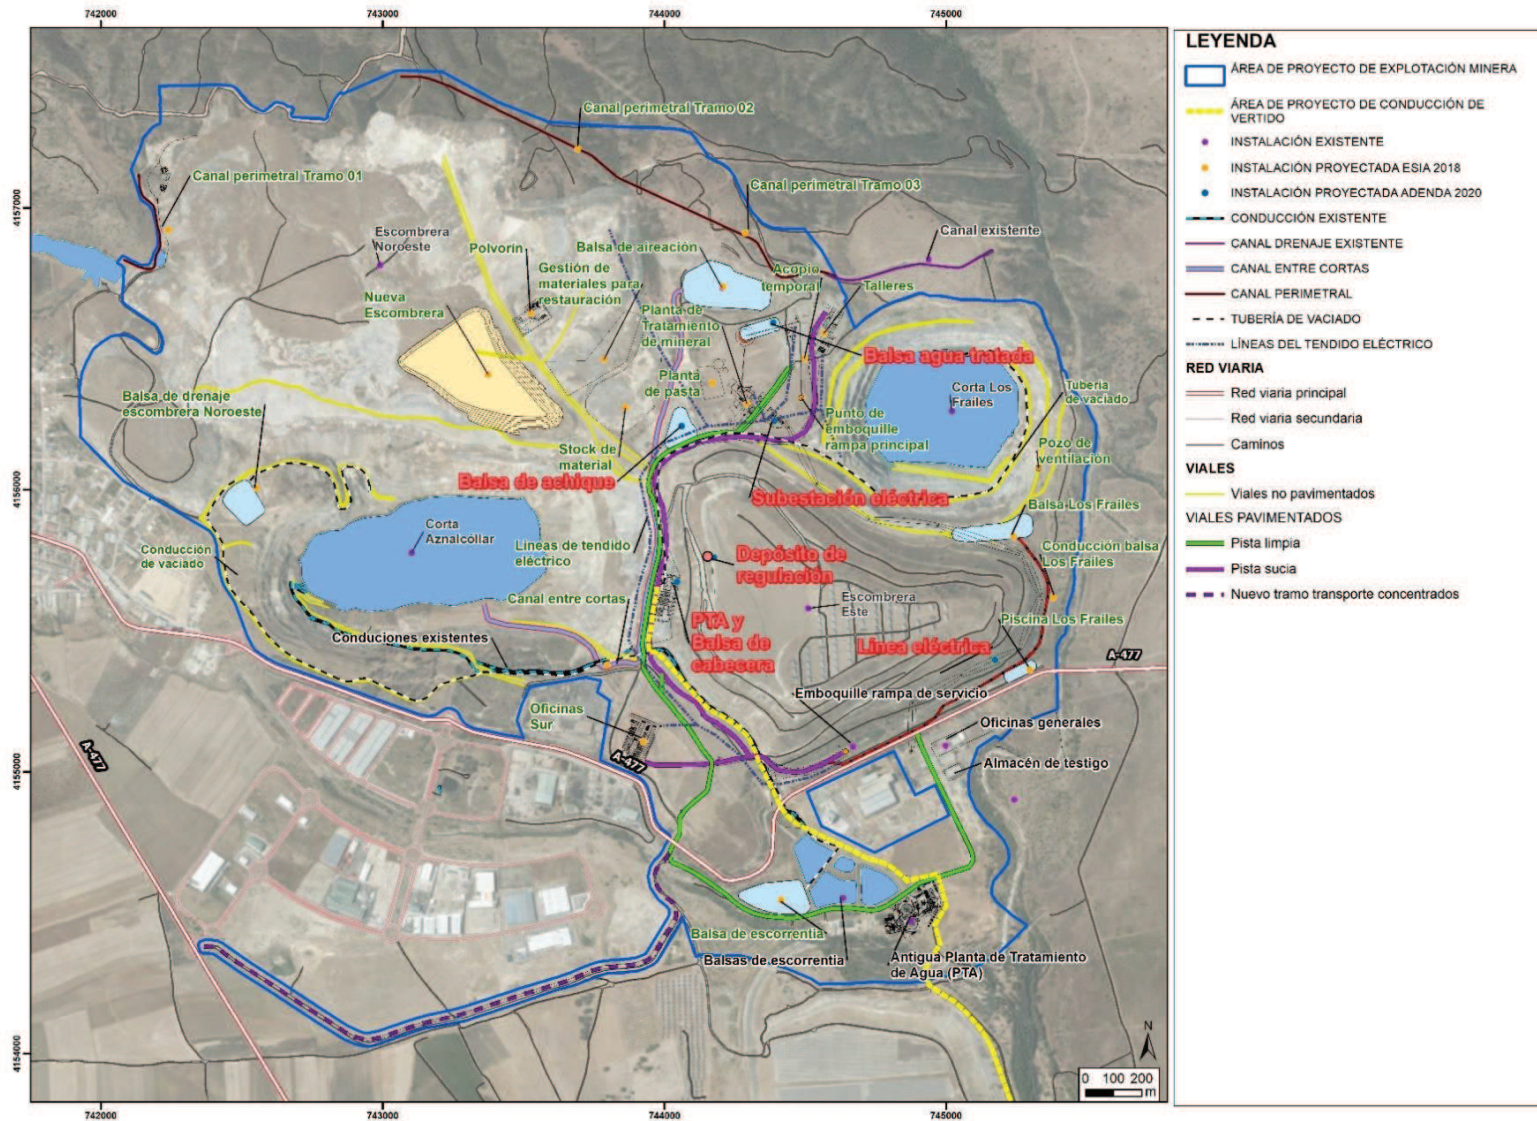 742000
743000
744000
745000
4157000
4156000
4155000
4154000
Canal perimetral Tramo 02
Canal perimetral Tramo 01
Canal perimetral Tramo 03
Escombrera
Noroeste
Polvorín
Balsa de aireación
Canal existente
Gestión de
materiales para
restauración
Acopio
temporal
Talleres
Nueva
Escombrera
Planta de
Tratamiento
de mineral
Balsa agua tratada
Planta
de pasta
Corta Los
Frailes
Tubería
de vaciado
Balsa de drenaje
escombrera Noroeste
Punto de
emboquille
rampa principal
Stock de
material
Pozo de
ventilación
Balsa de achique
Subestación eléctrica
Balsa Los Frailes
Corta
Aznalcóllar
Líneas de tendido
eléctrico
Depósito de
regulación
Conducción
de vaciado
Conducción balsa
Los Frailes
Canal entre cortas
Escombrera
Este
Piscina Los Frailes
Conduciones existentes
PTA y
Balsa de
cabecera
Línea eléctrica
A-477
Emboquille rampa de servicio
Oficinas
Sur
Oficinas generales
A-477
A-477
Almacén de testigo
Balsa de escorrentía
Balsas de escorrentía
Antigua Planta de Tratamiento
de Agua (PTA)
N
0 100 200
m
742000
743000
744000
745000
LEYENDA
ÁREA DE PROYECTO DE EXPLOTACIÓN MINERA
ÁREA DE PROYECTO DE CONDUCCIÓN DE
VERTIDO
INSTALACIÓN EXISTENTE
INSTALACIÓN PROYECTADA ESIA 2018
INSTALACIÓN PROYECTADA ADENDA 2020
CONDUCCIÓN EXISTENTE
CANAL DRENAJE EXISTENTE
CANAL ENTRE CORTAS
CANAL PERIMETRAL
TUBERÍA DE VACIADO
LÍNEAS DEL TENDIDO ELÉCTRICO
RED VIARIA
Red viaria principal
Red viaria secundaria
Caminos
VIALES
Viales no pavimentados
VIALES PAVIMENTADOS
Pista limpia
Pista sucia
Nuevo tramo transporte concentrados